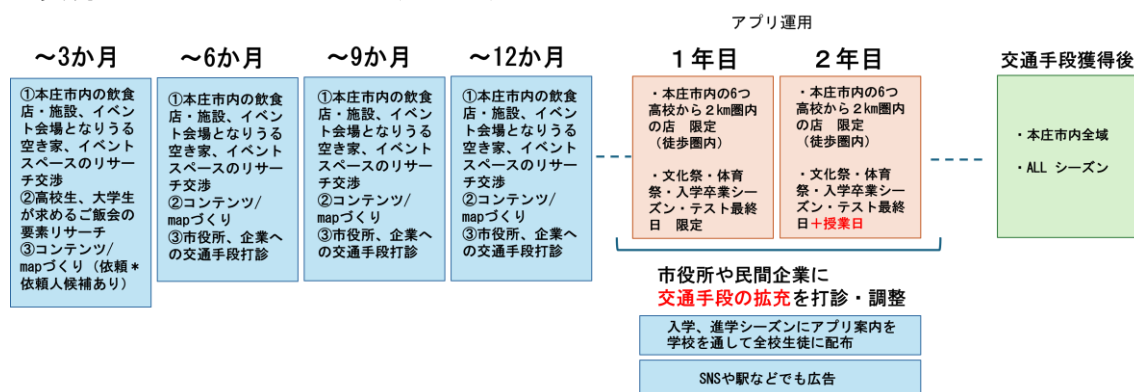 アプリ運用
～3か月
①本庄市内の飲食
店・施設、イベン
ト会場となりうる
空き家、イベント
スペースのリサー
チ交渉
②高校生、大学生
が求めるご飯会の
要素リサーチ
③コンテンツ/
mapづくり（依頼＊
依頼人候補あり）
～6か月
①本庄市内の飲食
店・施設、イベン
ト会場となりうる
空き家、イベント
スペースのリサー
チ交渉
②コンテンツ/
mapづくり
③市役所、企業へ
の交通手段打診
～9か月
①本庄市内の飲食
店・施設、イベン
ト会場となりうる
空き家、イベント
スペースのリサー
チ交渉
②コンテンツ/
mapづくり
③市役所、企業へ
の交通手段打診
～12か月
①本庄市内の飲食
店・施設、イベン
ト会場となりうる
空き家、イベント
スペースのリサー
チ交渉
②コンテンツ/
mapづくり
③市役所、企業へ
の交通手段打診
１年目
・本庄市内の6つ
高校から２km圏内
の店　限定
（徒歩圏内）
・文化祭・体育
祭・入学卒業シー
ズン・テスト最終
日　限定
２年目
・本庄市内の6つ
高校から２km圏内
の店　限定
（徒歩圏内）
・文化祭・体育
祭・入学卒業シー
ズン・テスト最終
日＋授業日
交通手段獲得後
・本庄市内全域
・ALL シーズン
市役所や民間企業に
交通手段の拡充を打診・調整
入学、進学シーズンにアプリ案内を
学校を通して全校生徒に配布
SNSや駅などでも広告